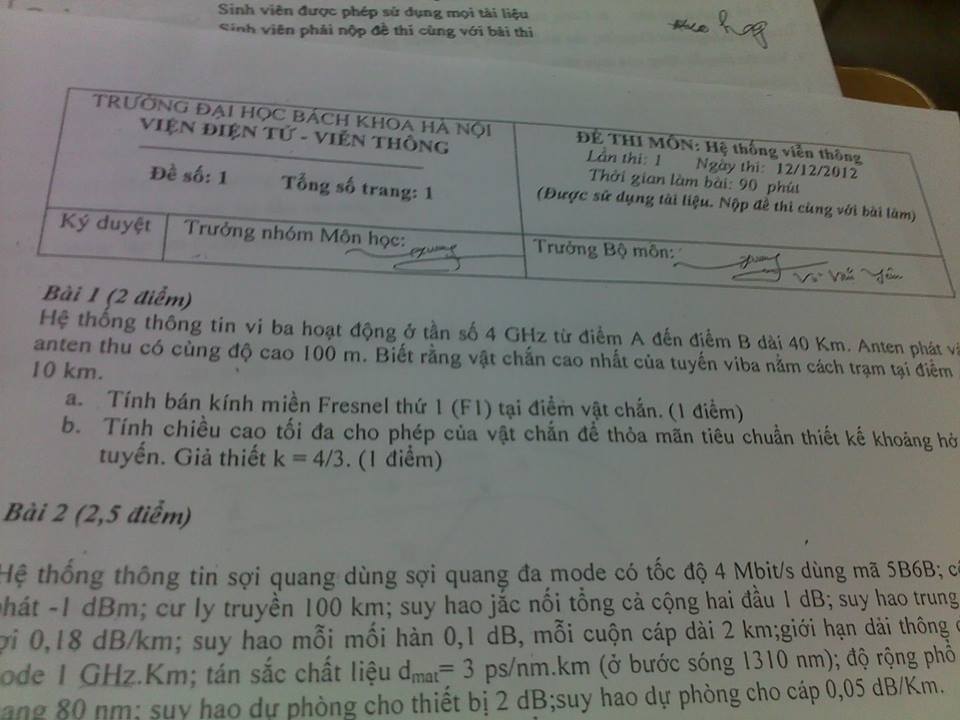 Sinh viên được phép sử dụng mọi tài liệu
Sinh viên phải nộp đề thi cùng với bài thi
TRƯỜNG ĐẠI HỌC BÁCH KHOA HÀ NỘI
VIỆN ĐIỆN TỬ - VIỄN THÔNG
Đề số: 1 Tổng số trang: 1
ĐỀ THI MÔN: Hệ thống viễn thông
Lần thi: 1 Ngày thi: 12/12/2012
Thời gian làm bài: 90 phút
(Được sử dụng tài liệu. Nộp đề thi cùng với bài làm)
Ký duyệt
Trưởng nhóm Môn học:
Trưởng Bộ môn:
Bài 1 (2 điểm)
Hệ thống thông tin vi ba hoạt động ở tần số 4 GHz từ điểm A đến điểm B dài 40 Km. Anten phát
anten thu có cùng độ cao 100 m. Biết rằng vật chắn cao nhất của tuyến viba nằm cách trạm tại điểm
10 km.
a. Tính bán kính miền Fresnel thứ 1 (F1) tại điểm vật chắn. (1 điểm)
b. Tính chiều cao tối đa cho phép của vật chắn để thỏa mãn tiêu chuẩn thiết kế khoảng hở
tuyến. Giả thiết k = 4/3. (1 điểm)
Bài 2 (2,5 điểm)
Hệ thống thông tin sợi quang dùng sợi quang đa mode có tốc độ 4 Mbit/s dùng mã 5B6B;
phát -1 dBm; cư ly truyền 100 km; suy hao jắc nối tổng cả cộng hai đầu 1 dB; suy hao trung
0,18 dB/km; suy hao mỗi mối hàn 0,1 dB, mỗi cuộn cáp dài 2 km;giới hạn dải thông
ode 1 GHz.Km; tán sắc chất liệu dmat= 3 ps/nm.km (ở bước sóng 1310 nm); độ rộng phổ
ang 80 nm; suy hao dự phòng cho thiết bị 2 dB;suy hao dự phòng cho cáp 0,05 dB/Km.